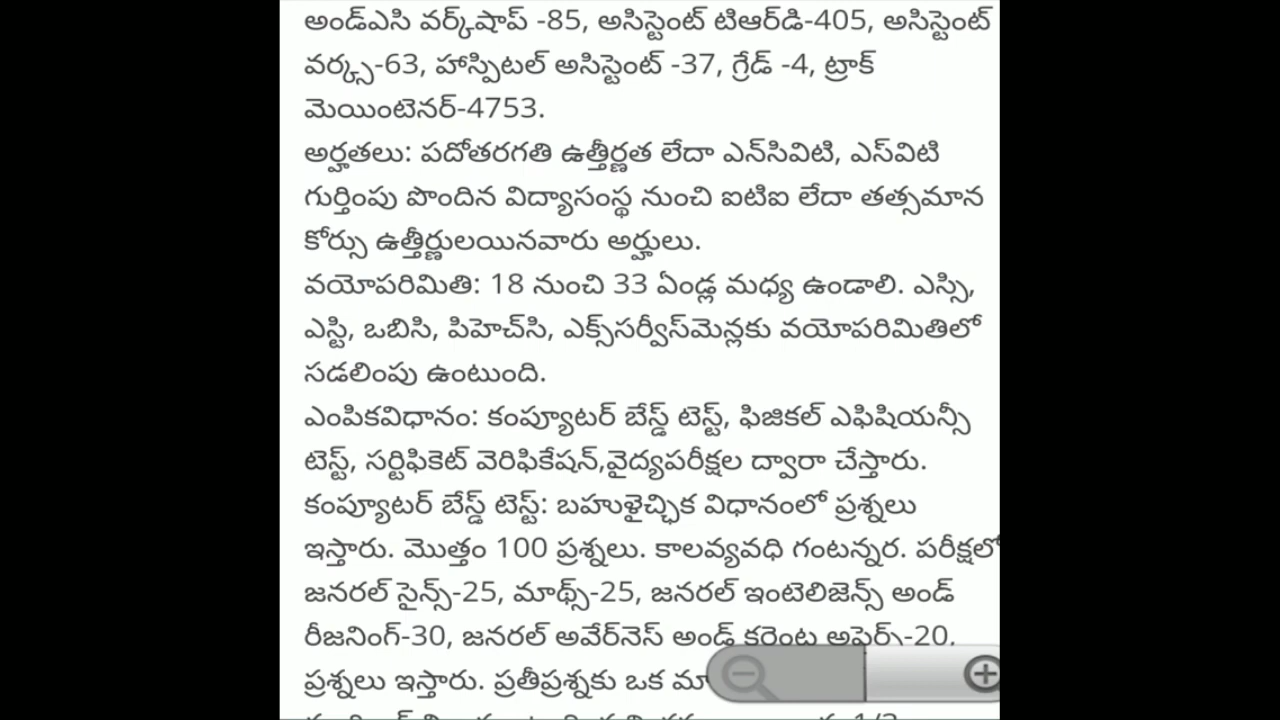 అండ్ఎసి వర్క్‌షాప్ -85, అసిస్టెంట్ టిఆర్‌డి-405, అసిస్టెంట్
వర్క్స-63, హాస్పిటల్ అసిస్టెంట్ -37, గ్రేడ్ -4, ట్రాక్
మెయింటెనర్-4753.
అర్హతలు: పదోతరగతి ఉత్తీర్ణత లేదా ఎన్‌సివిటి, ఎస్‌విటి
గుర్తింపు పొందిన విద్యాసంస్థ నుంచి ఐటిఐ లేదా తత్సమాన
కోర్సు ఉత్తీర్ణులయినవారు అర్హులు.
వయోపరిమితి: 18 నుంచి 33 ఏండ్ల మధ్య ఉండాలి. ఎస్సి,
ఎస్టి, ఒబిసి, పిహెచ్‌సి, ఎక్స్‌సర్వీస్‌మెన్లకు వయోపరిమితిలో
సడలింపు ఉంటుంది.
ఎంపికవిధానం: కంప్యూటర్ బేస్డ్ టెస్ట్, ఫిజికల్ ఎఫిషియన్సీ
టెస్ట్, సర్టిఫికెట్ వెరిఫికేషన్,వైద్యపరీక్షల ద్వారా చేస్తారు.
కంప్యూటర్ బేస్డ్ టెస్ట్: బహుళైచ్ఛిక విధానంలో ప్రశ్నలు
ఇస్తారు. మొత్తం 100 ప్రశ్నలు. కాలవ్యవధి గంటన్నర. పరీక్షలో
జనరల్ సైన్స్-25, మాథ్స్-25, జనరల్ ఇంటెలిజెన్స్ అండ్
రీజనింగ్-30, జనరల్ అవేర్‌నెస్ అండ్ కరెంట అఫైర్స్-20.
ప్రశ్నలు ఇస్తారు. ప్రతీప్రశ్నకు ఒక